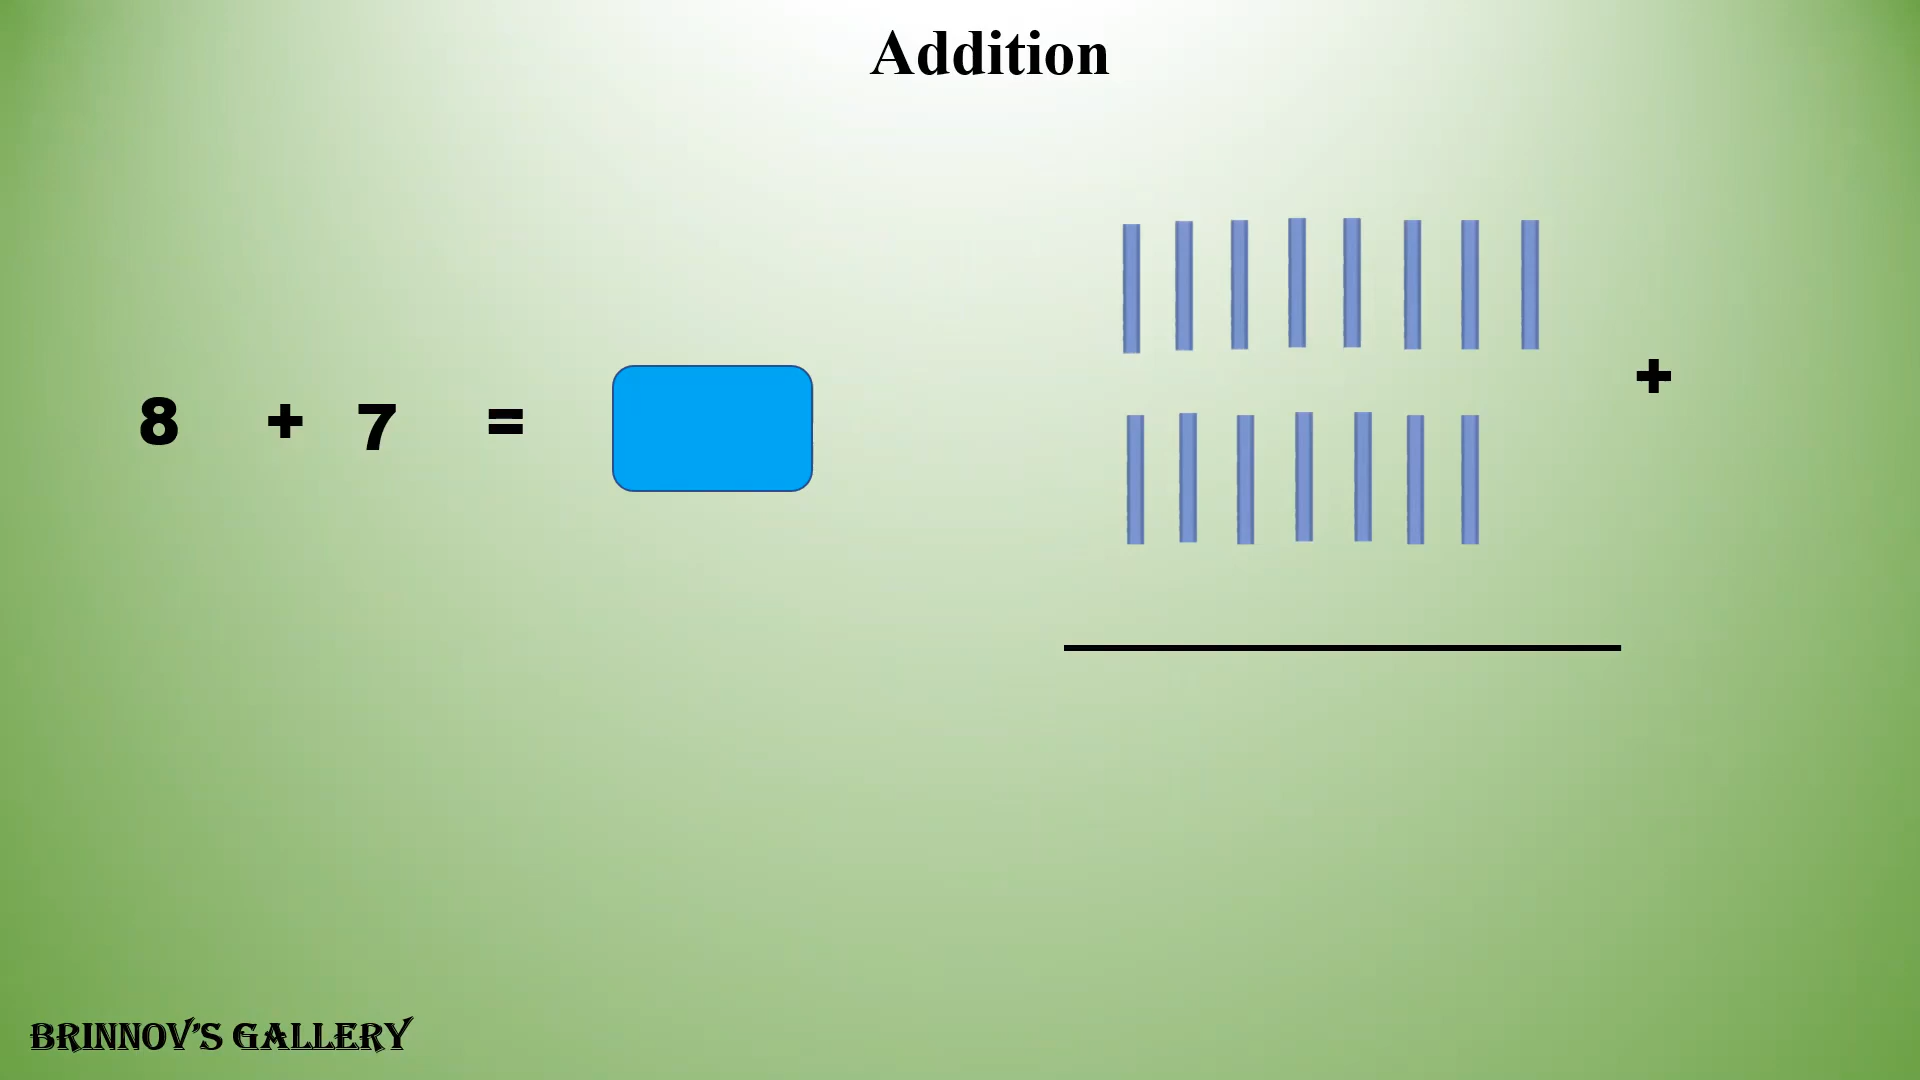 Addition
8 + 7 =
+
BRINNOV'S GALLERY